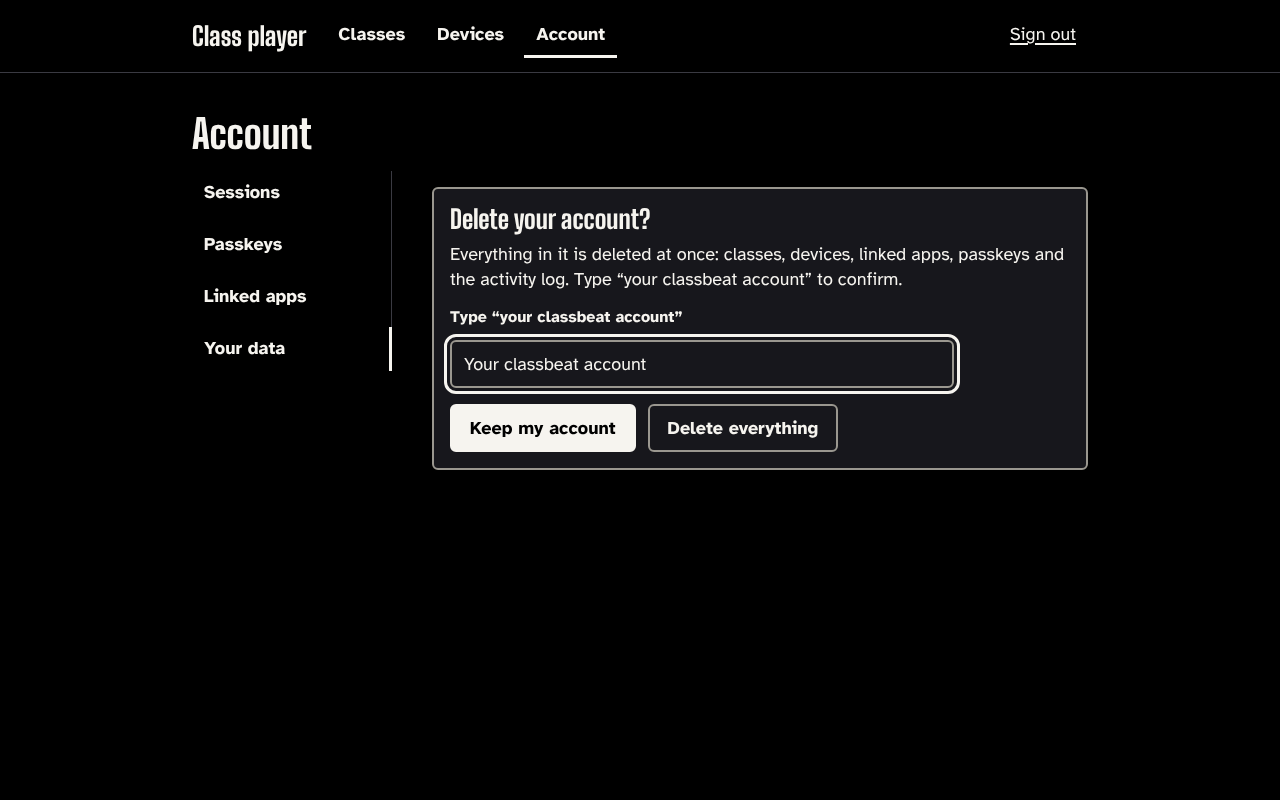 Class player
Classes
Devices
Account
Sign out
Account
Sessions
Passkeys
Linked apps
Your data
Delete your account?
Everything in it is deleted at once: classes, devices, linked apps, passkeys and
the activity log. Type “your classbeat account” to confirm.
Type “your classbeat account”
Your classbeat account
Keep my account
Delete everything